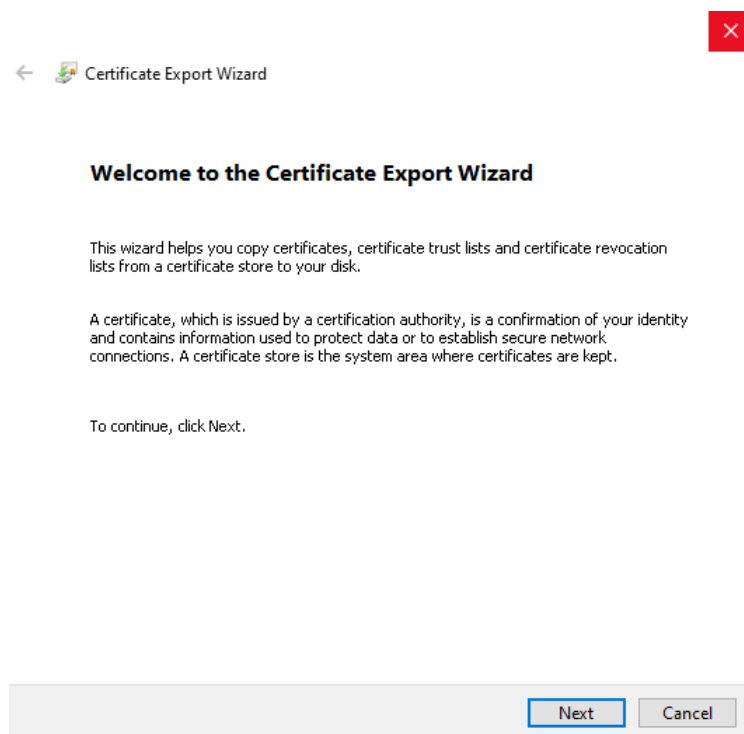 Certificate Export Wizard
Welcome to the Certificate Export Wizard
This wizard helps you copy certificates, certificate trust lists and certificate revocation
lists from a certificate store to your disk.
A certificate, which is issued by a certification authority, is a confirmation of your identity
and contains information used to protect data or to establish secure network
connections. A certificate store is the system area where certificates are kept.
To continue, click Next.
Next
Cancel